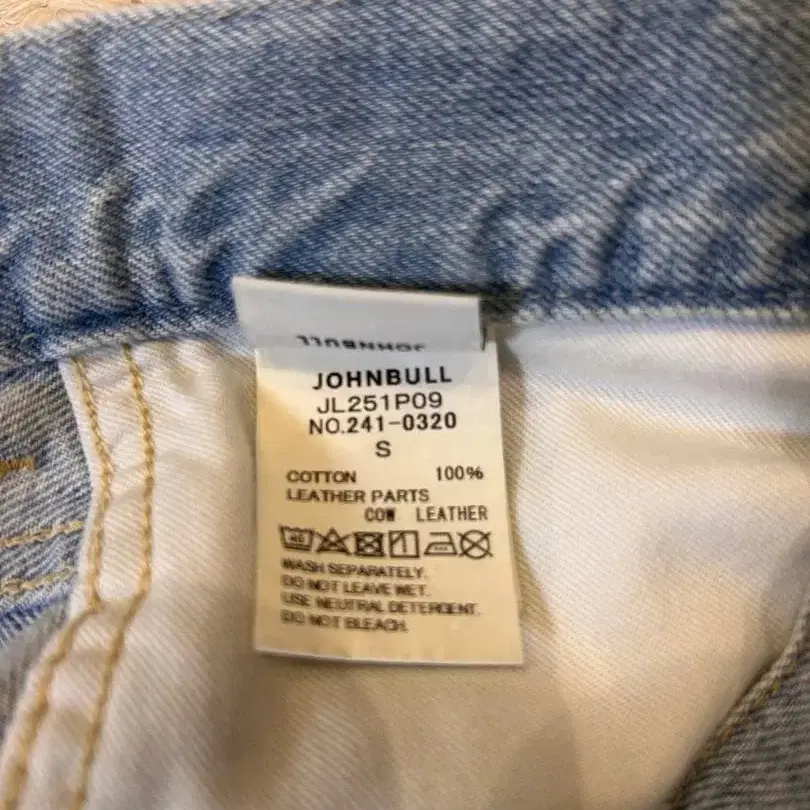 JOHNBULL
JOHNBULL
JL251P09
NO.241-0320
S
COTTON 100%
LEATHER PARTS
COW LEATHER
WASH SEPARATELY.
DO NOT LEAVE WET.
USE NEUTRAL DETERGENT.
DO NOT BLEACH.